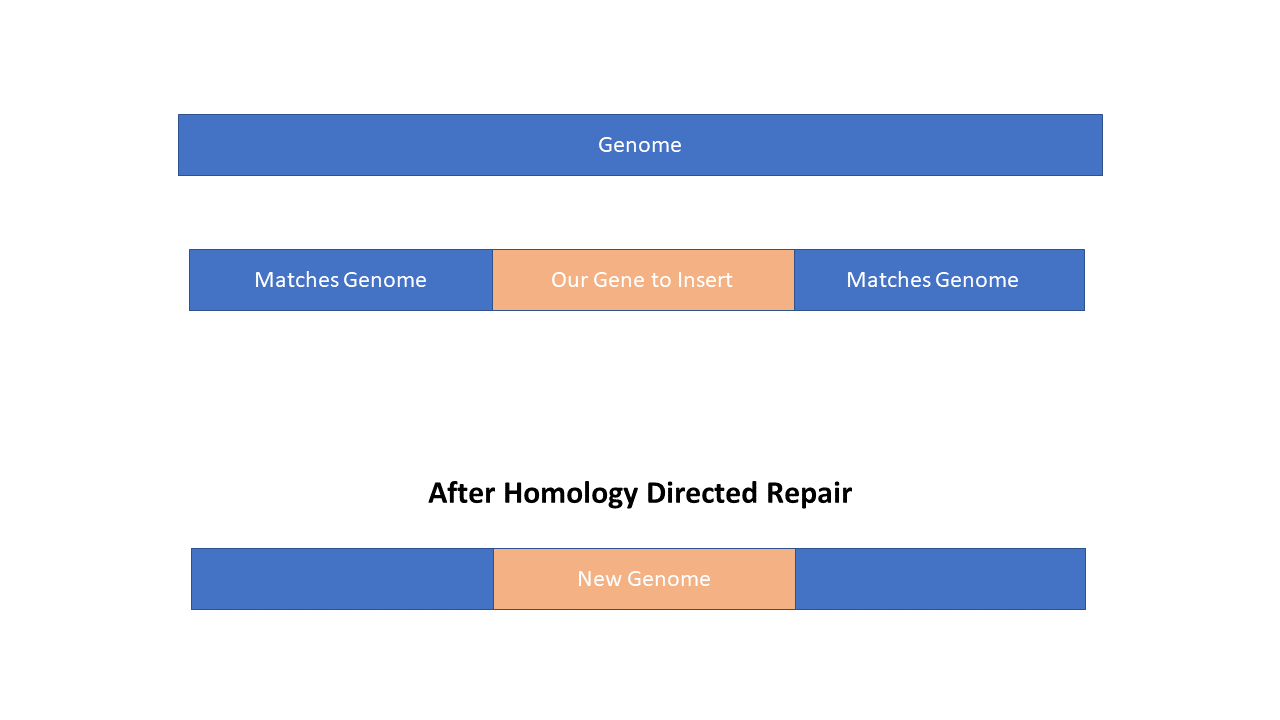 Genome
Matches Genome
Our Gene to Insert
Matches Genome
After Homology Directed Repair
New Genome